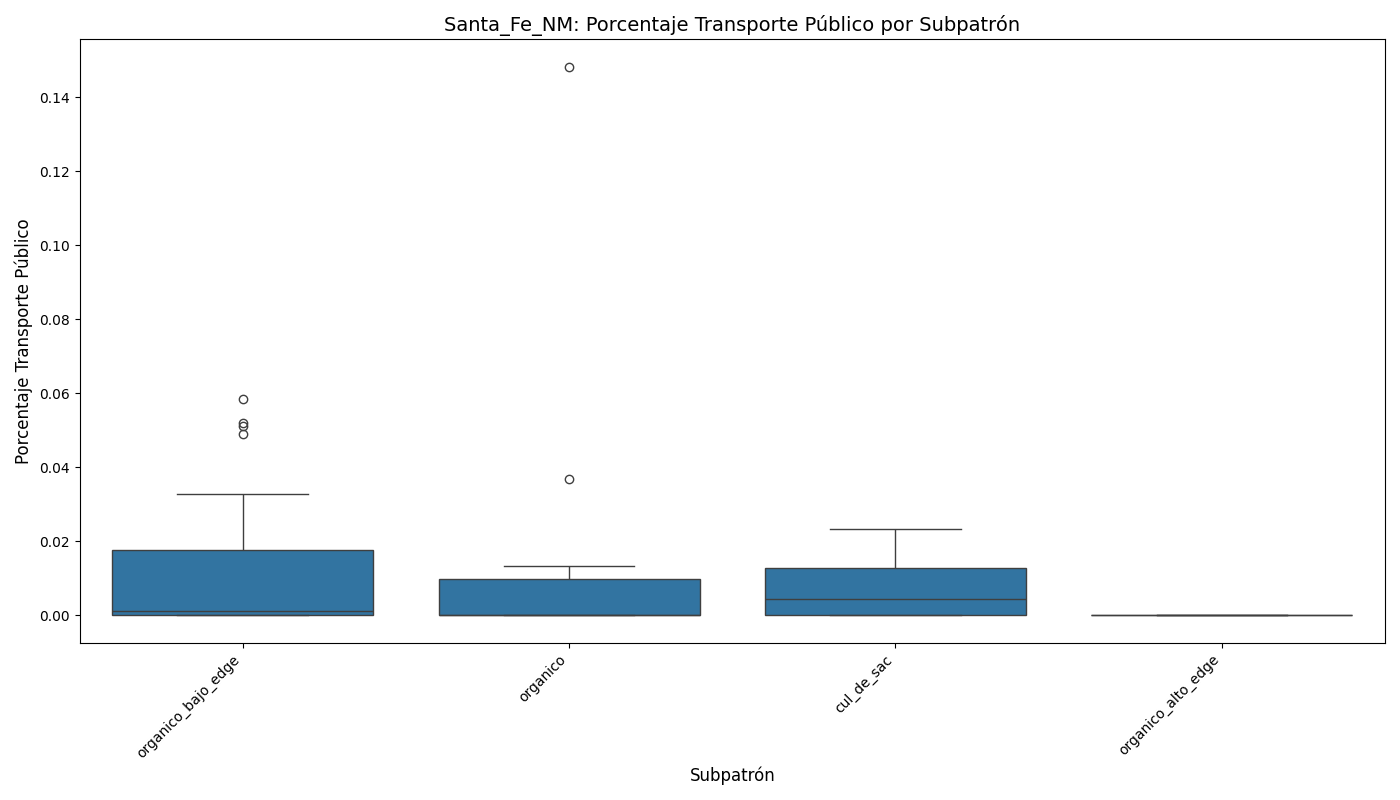 Santa_Fe_NM: Porcentaje Transporte Público por Subpatrón
Porcentaje Transporte Público
0.14
0.12
0.10
0.08
0.06
0.04
0.02
0.00
organico_bajo_edge
organico
cul_de_sac
organico_alto_edge
Subpatrón